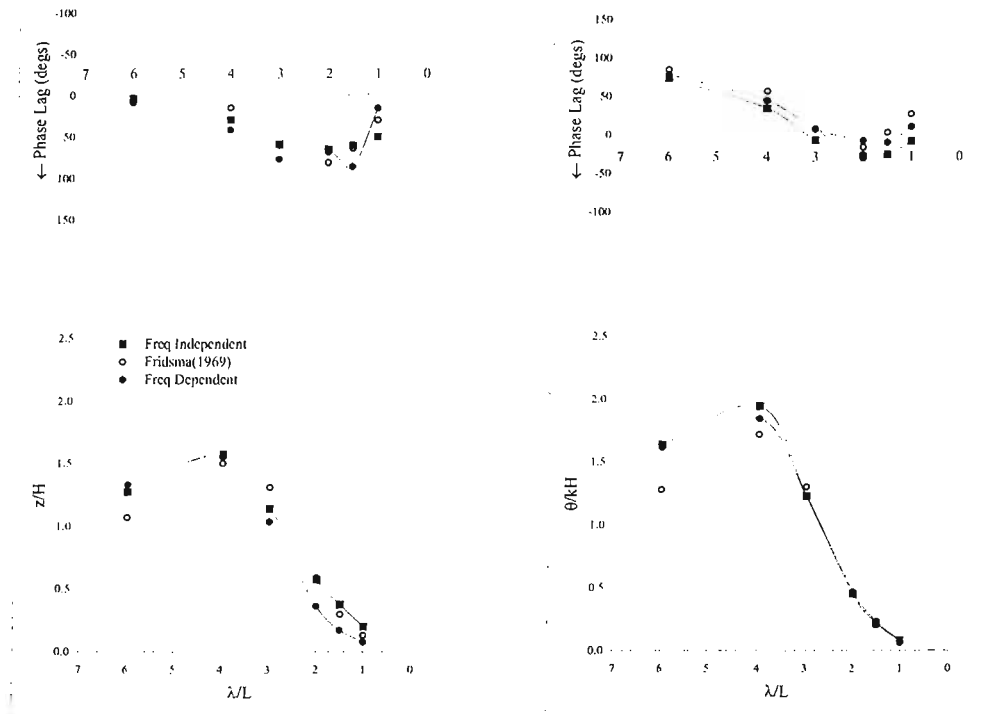 -100
-50
0
50
100
150
← Phase Lag (degs)
7 6 5 4 3 2 1 0
150
100
50
0
-50
-100
← Phase Lag (degs)
7 6 5 4 3 2 1 0
2.5
2.0
1.5
1.0
0.5
0.0
z/H
Freq Independent
Fridsma(1969)
Freq Dependent
7 6 5 4 3 2 1 0
λ/L
2.5
2.0
1.5
1.0
0.5
0.0
θ/kH
7 6 5 4 3 2 1 0
λ/L